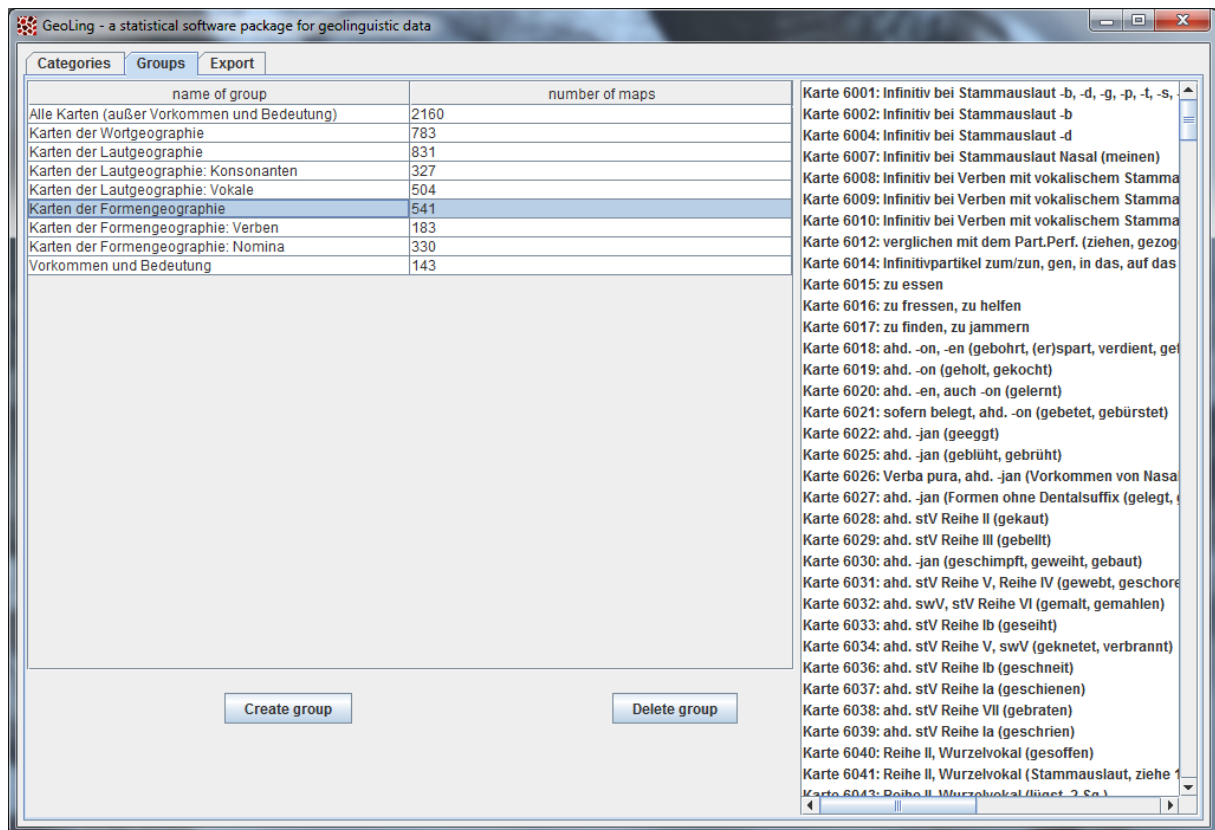 GeoLing - a statistical software package for geolinguistic data
Categories Groups Export
name of group number of maps
Alle Karten (außer Vorkommen und Bedeutung) 2160
Karten der Wortgeographie 783
Karten der Lautgeographie 831
Karten der Lautgeographie: Konsonanten 327
Karten der Lautgeographie: Vokale 504
Karten der Formengeographie 541
Karten der Formengeographie: Verben 183
Karten der Formengeographie: Nomina 330
Vorkommen und Bedeutung 143
Create group Delete group
Karte 6001: Infinitiv bei Stammauslaut -b, -d, -g, -p, -t, -s,
Karte 6002: Infinitiv bei Stammauslaut -b
Karte 6004: Infinitiv bei Stammauslaut -d
Karte 6007: Infinitiv bei Stammauslaut Nasal (meinen)
Karte 6008: Infinitiv bei Verben mit vokalischem Stamma
Karte 6009: Infinitiv bei Verben mit vokalischem Stamma
Karte 6010: Infinitiv bei Verben mit vokalischem Stamma
Karte 6012: verglichen mit dem Part.Perf. (ziehen, gezog
Karte 6014: Infinitivpartikel zum/zun, gen, in das, auf das
Karte 6015: zu essen
Karte 6016: zu fressen, zu helfen
Karte 6017: zu finden, zu jammern
Karte 6018: ahd. -on, -en (gebohrt, (er)spart, verdient, gef
Karte 6019: ahd. -on (geholt, gekocht)
Karte 6020: ahd. -en, auch -on (gelernt)
Karte 6021: sofern belegt, ahd. -on (gebetet, gebürstet)
Karte 6022: ahd. -jan (geeggt)
Karte 6025: ahd. -jan (geblüht, gebrüht)
Karte 6026: Verba pura, ahd. -jan (Vorkommen von Nasal
Karte 6027: ahd. -jan (Formen ohne Dentalsuffix (gelegt,
Karte 6028: ahd. stV Reihe II (gekaut)
Karte 6029: ahd. stV Reihe III (gebellt)
Karte 6030: ahd. -jan (geschimpft, geweiht, gebaut)
Karte 6031: ahd. stV Reihe V, Reihe IV (gewebt, geschore
Karte 6032: ahd. swV, stV Reihe VI (gemalt, gemahlen)
Karte 6033: ahd. stV Reihe Ib (geseiht)
Karte 6034: ahd. stV Reihe V, swV (geknetet, verbrannt)
Karte 6036: ahd. stV Reihe Ib (geschneit)
Karte 6037: ahd. stV Reihe Ia (geschienen)
Karte 6038: ahd. stV Reihe VII (gebraten)
Karte 6039: ahd. stV Reihe Ia (geschrien)
Karte 6040: Reihe II, Wurzelvokal (gesoffen)
Karte 6041: Reihe II, Wurzelvokal (Stammauslaut, ziehe 1
Karte 6043: Reihe II, Wurzelvokal (lügst, 2.Sg.)